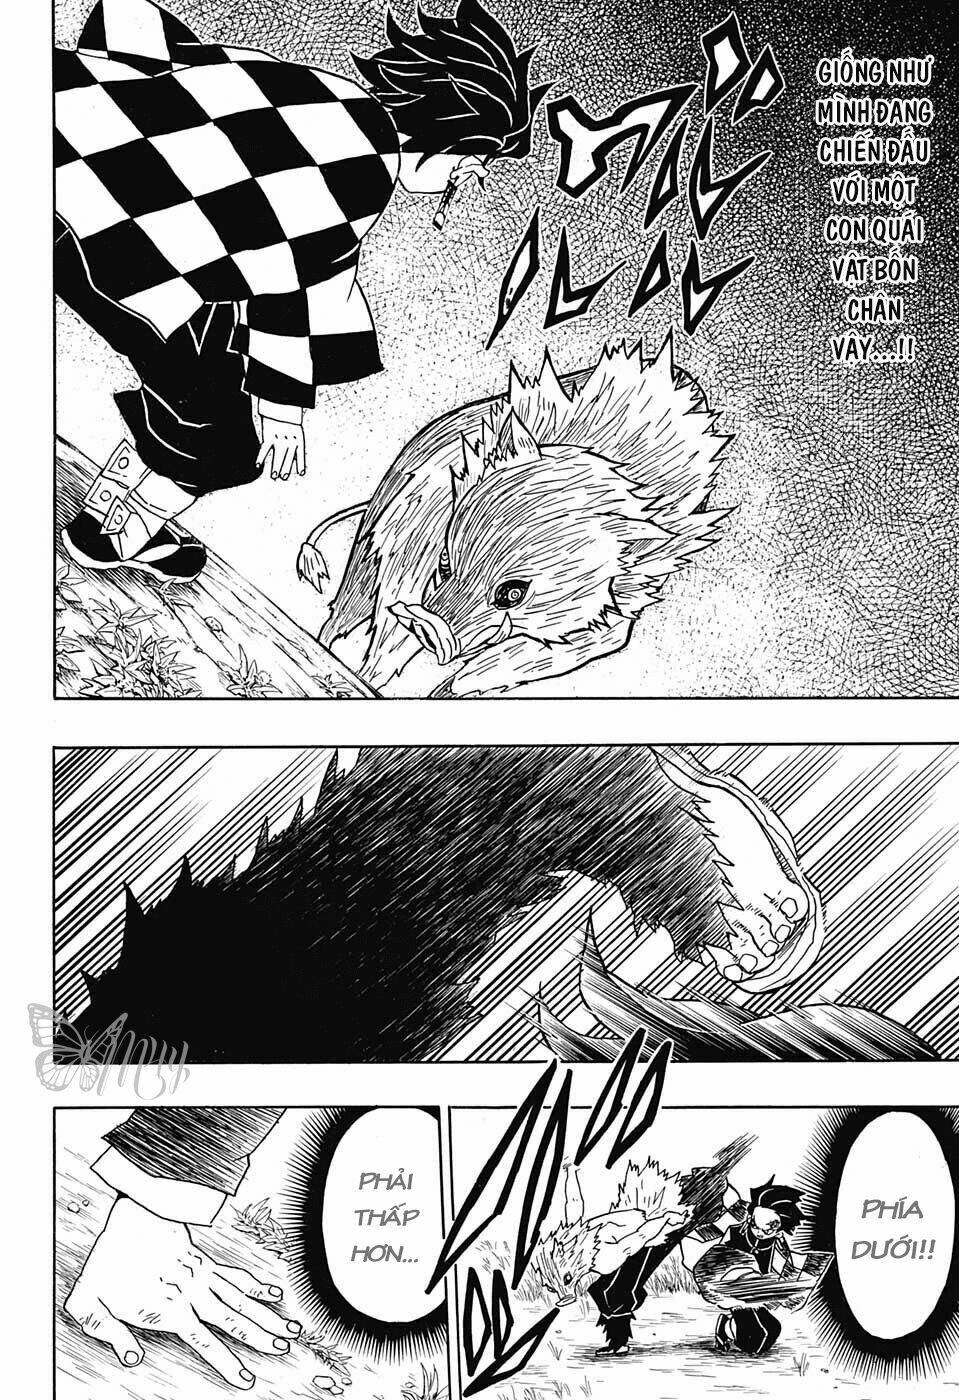 GIỐNG NHƯ
MÌNH ĐANG
CHIẾN ĐẤU
VỚI MỘT
CON QUÁI
VẬT BỐN
CHÂN
VẬY...!!
PHÍA
DƯỚI!!
PHẢI
THẤP
HƠN...
Muy